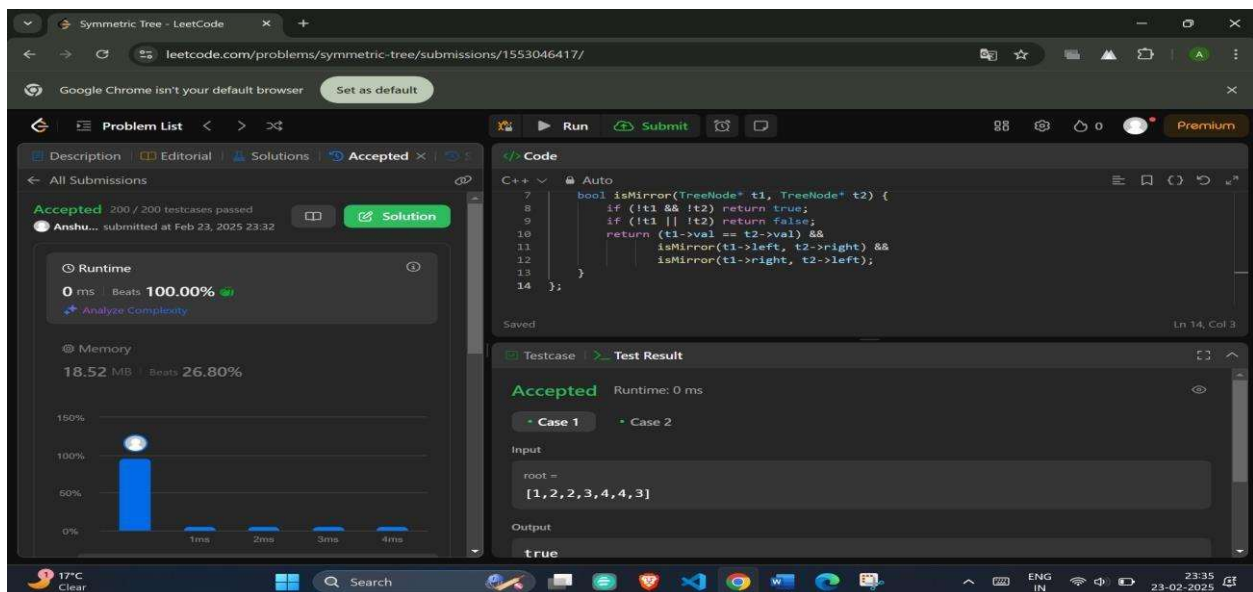 Symmetric Tree - LeetCode
leetcode.com/problems/symmetric-tree/submissions/1553046417/
A
Google Chrome isn't your default browser
Set as default
Problem List
Run
Submit
0
Premium
Description
Editorial
Solutions
Accepted
All Submissions
Accepted 200 / 200 testcases passed
Anshu... submitted at Feb 23, 2025 23:32
Solution
Runtime
0 ms Beats 100.00%
Analyze Complexity
Memory
18.52 MB Beats 26.80%
150%
100%
50%
0%
1ms 2ms 3ms 4ms
</> Code
C++ Auto
7 bool isMirror(TreeNode* t1, TreeNode* t2) {
8 if (!t1 && !t2) return true;
9 if (!t1 || !t2) return false;
10 return (t1->val == t2->val) &&
11 isMirror(t1->left, t2->right) &&
12 isMirror(t1->right, t2->left);
13 }
14 };
Saved
Ln 14, Col 3
Testcase
>_ Test Result
Accepted Runtime: 0 ms
• Case 1 • Case 2
Input
root =
[1,2,2,3,4,4,3]
Output
true
1
17°C
Clear
Search
ENG
IN
23:35
23-02-2025